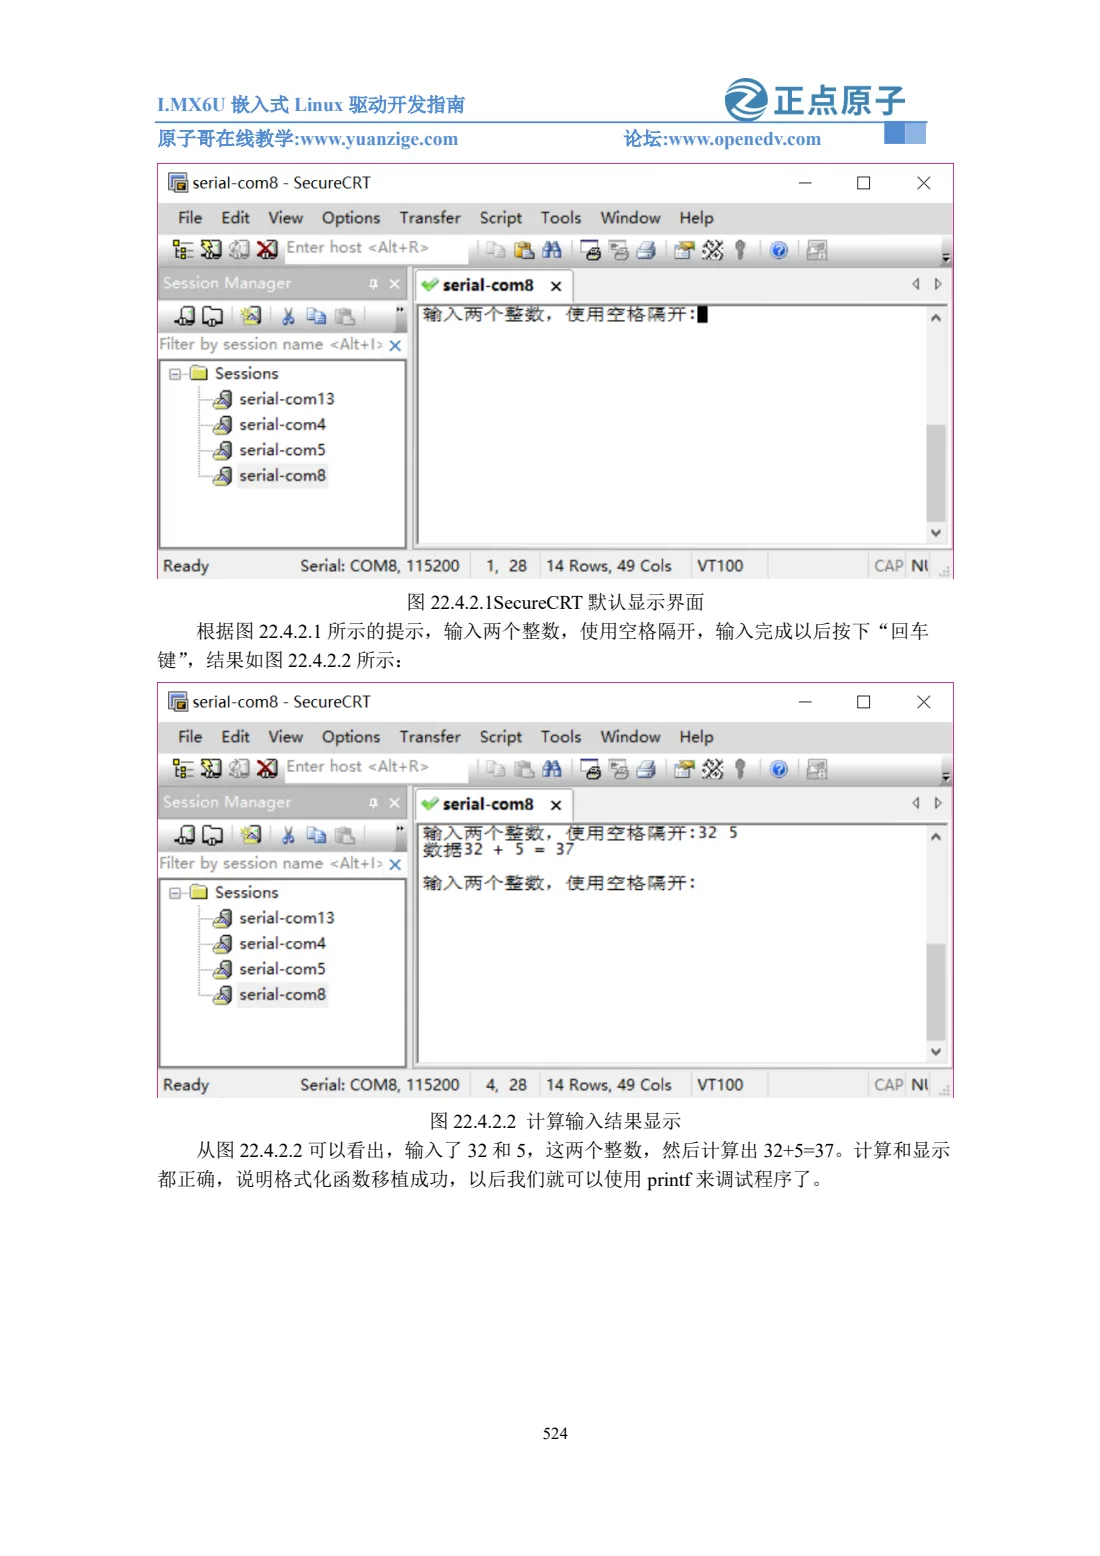 I.MX6U 嵌入式 Linux 驱动开发指南
正点原子
原子哥在线教学:www.yuanzige.com 论坛:www.openedv.com
serial-com8 - SecureCRT
File Edit View Options Transfer Script Tools Window Help
Enter host <Alt+R>
Session Manager
serial-com8
输入两个整数，使用空格隔开:
Filter by session name <Alt+I>
Sessions
serial-com13
serial-com4
serial-com5
serial-com8
Ready Serial: COM8, 115200 1, 28 14 Rows, 49 Cols VT100 CAP
图 22.4.2.1SecureCRT 默认显示界面
根据图 22.4.2.1 所示的提示，输入两个整数，使用空格隔开，输入完成以后按下“回车
键”，结果如图 22.4.2.2 所示：
serial-com8 - SecureCRT
File Edit View Options Transfer Script Tools Window Help
Enter host <Alt+R>
Session Manager
serial-com8
输入两个整数，使用空格隔开:32 5
数据32 + 5 = 37
输入两个整数，使用空格隔开:
Filter by session name <Alt+I>
Sessions
serial-com13
serial-com4
serial-com5
serial-com8
Ready Serial: COM8, 115200 4, 28 14 Rows, 49 Cols VT100 CAP
图 22.4.2.2 计算输入结果显示
从图 22.4.2.2 可以看出，输入了 32 和 5，这两个整数，然后计算出 32+5=37。计算和显示
都正确，说明格式化函数移植成功，以后我们就可以使用 printf 来调试程序了。
524